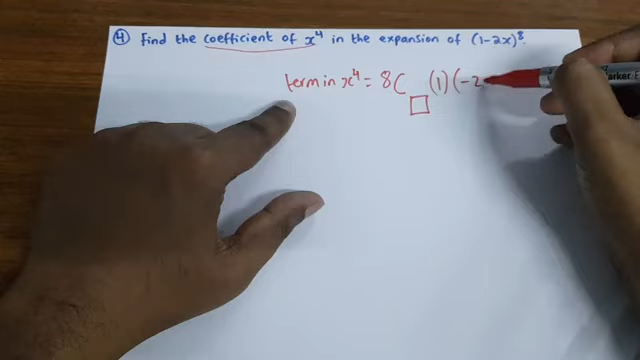 ④ Find the coefficient of x⁴ in the expansion of (1-2x)⁸.
term in x⁴ = 8C□ (1)(-2